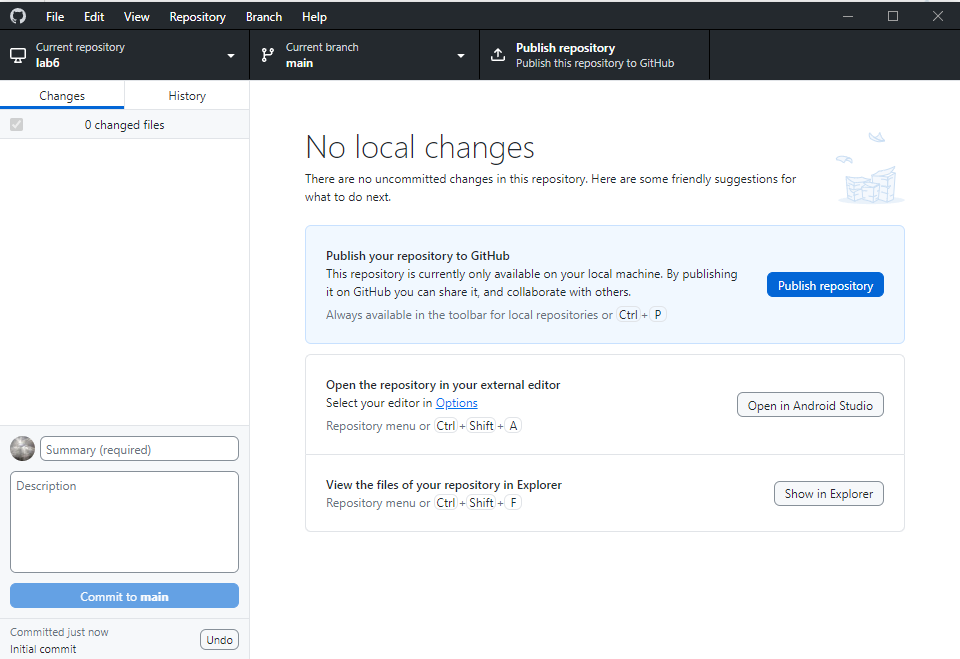 File Edit View Repository Branch Help
Current repository
lab6
Current branch
main
Publish repository
Publish this repository to GitHub
Changes History
0 changed files
No local changes
There are no uncommitted changes in this repository. Here are some friendly suggestions for
what to do next.
Publish your repository to GitHub
This repository is currently only available on your local machine. By publishing
it on GitHub you can share it, and collaborate with others.
Always available in the toolbar for local repositories or Ctrl + P
Publish repository
Open the repository in your external editor
Select your editor in Options
Repository menu or Ctrl + Shift + A
Open in Android Studio
View the files of your repository in Explorer
Repository menu or Ctrl + Shift + F
Show in Explorer
Summary (required)
Description
Commit to main
Committed just now
Initial commit
Undo